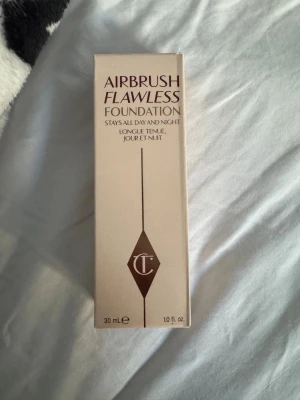 AIRBRUSH
FLAWLESS
FOUNDATION
STAYS ALL DAY AND NIGHT
LONGUE TENUE,
JOUR ET NUIT
CT
30 mL e 1.0 fl. oz.